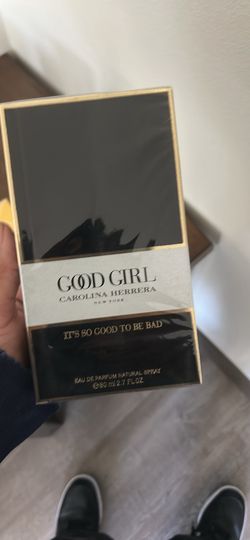 GOOD GIRL
CAROLINA HERRERA
NEW YORK
IT'S SO GOOD TO BE BAD
EAU DE PARFUM NATURAL SPRAY
℮ 80 ml 2.7 FL.OZ